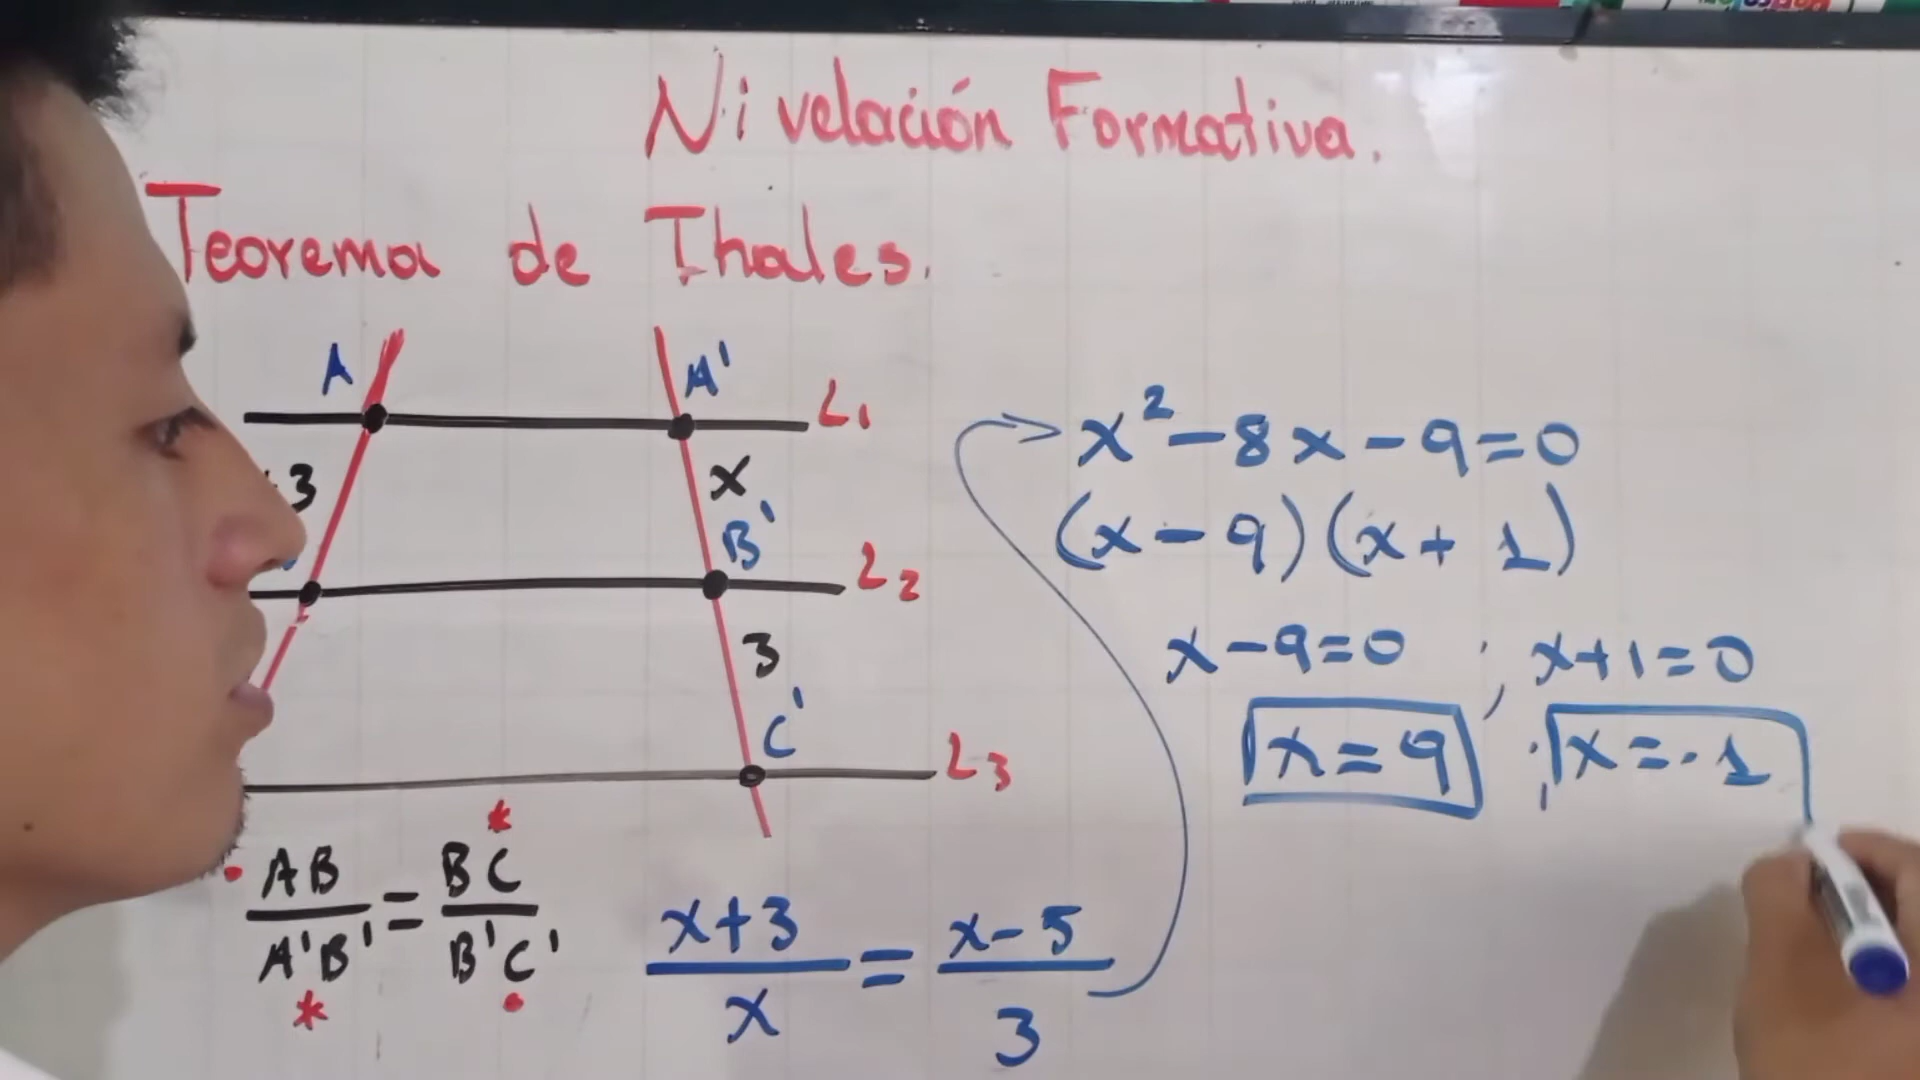 Nivelación Formativa.
Teorema de Thales.
A
A'
L1
3
x
B'
L2
3
C'
L3
AB/A'B' = BC/B'C'
x+3/x = x-5/3
x²-8x-9=0
(x-9)(x+1)
x-9=0 ; x+1=0
x=9 ; x=-1